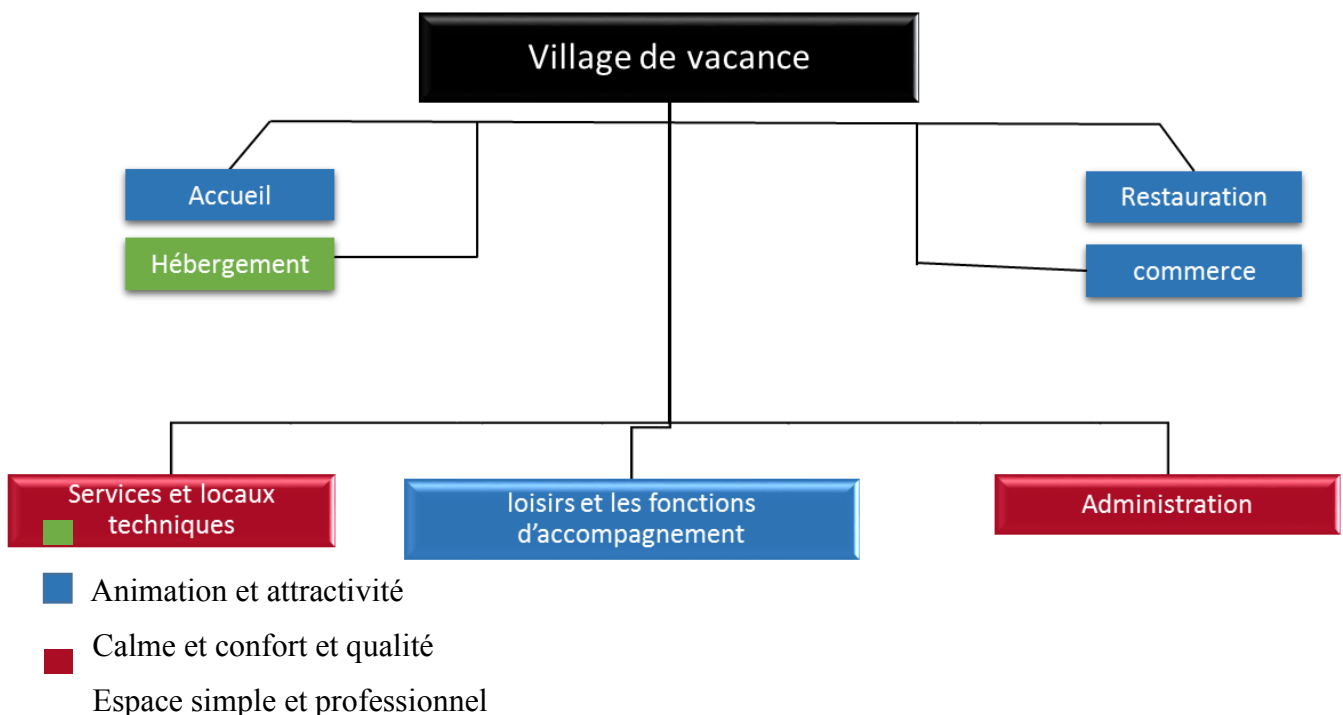 Village de vacance
Accueil
Restauration
Hébergement
commerce
Services et locaux
techniques
loisirs et les fonctions
d’accompagnement
Administration
Animation et attractivité
Calme et confort et qualité
Espace simple et professionnel